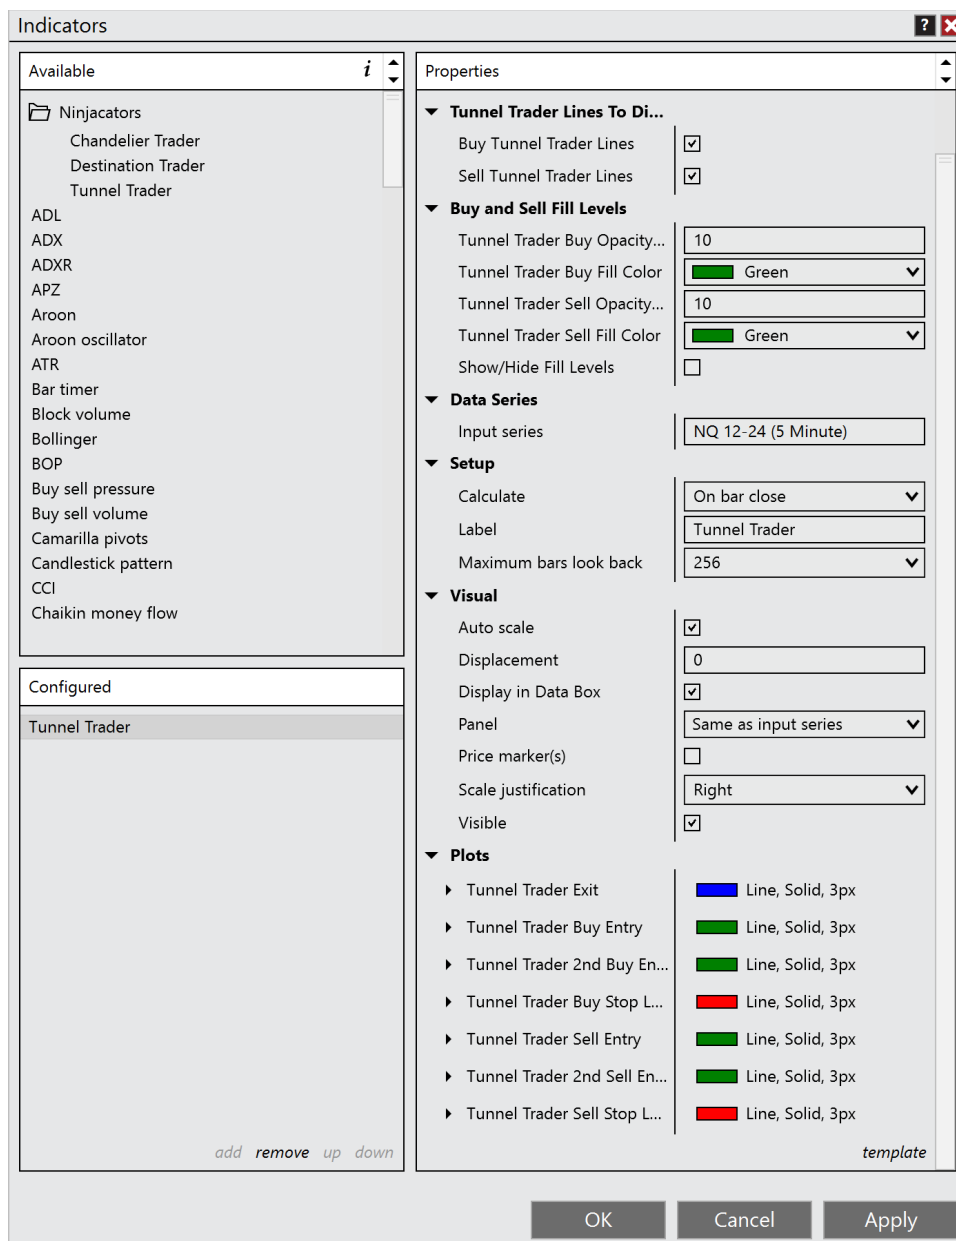 Indicators
?
Available
i
Ninjacators
Chandelier Trader
Destination Trader
Tunnel Trader
ADL
ADX
ADXR
APZ
Aroon
Aroon oscillator
ATR
Bar timer
Block volume
Bollinger
BOP
Buy sell pressure
Buy sell volume
Camarilla pivots
Candlestick pattern
CCI
Chaikin money flow
Configured
Tunnel Trader
add remove up down
Properties
Tunnel Trader Lines To Di...
Buy Tunnel Trader Lines
Sell Tunnel Trader Lines
Buy and Sell Fill Levels
Tunnel Trader Buy Opacity... 10
Tunnel Trader Buy Fill Color Green
Tunnel Trader Sell Opacity... 10
Tunnel Trader Sell Fill Color Green
Show/Hide Fill Levels
Data Series
Input series NQ 12-24 (5 Minute)
Setup
Calculate On bar close
Label Tunnel Trader
Maximum bars look back 256
Visual
Auto scale
Displacement 0
Display in Data Box
Panel Same as input series
Price marker(s)
Scale justification Right
Visible
Plots
Tunnel Trader Exit Line, Solid, 3px
Tunnel Trader Buy Entry Line, Solid, 3px
Tunnel Trader 2nd Buy En... Line, Solid, 3px
Tunnel Trader Buy Stop L... Line, Solid, 3px
Tunnel Trader Sell Entry Line, Solid, 3px
Tunnel Trader 2nd Sell En... Line, Solid, 3px
Tunnel Trader Sell Stop L... Line, Solid, 3px
template
OK Cancel Apply